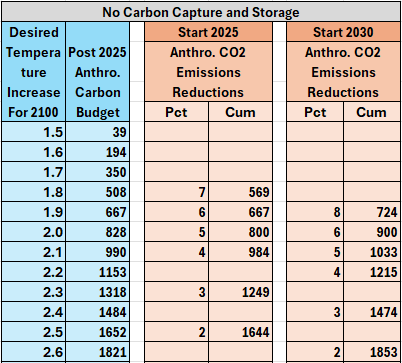 No Carbon Capture and Storage
Desired Start 2025 Start 2030
Tempera Post 2025 Anthro. CO2 Anthro. CO2
ture Anthro. Emissions Emissions
Increase Carbon Reductions Reductions
For 2100 Budget Pct Cum Pct Cum
1.5 39
1.6 194
1.7 350
1.8 508 7 569
1.9 667 6 667 8 724
2.0 828 5 800 6 900
2.1 990 4 984 5 1033
2.2 1153 4 1215
2.3 1318 3 1249
2.4 1484 3 1474
2.5 1652 2 1644
2.6 1821 2 1853